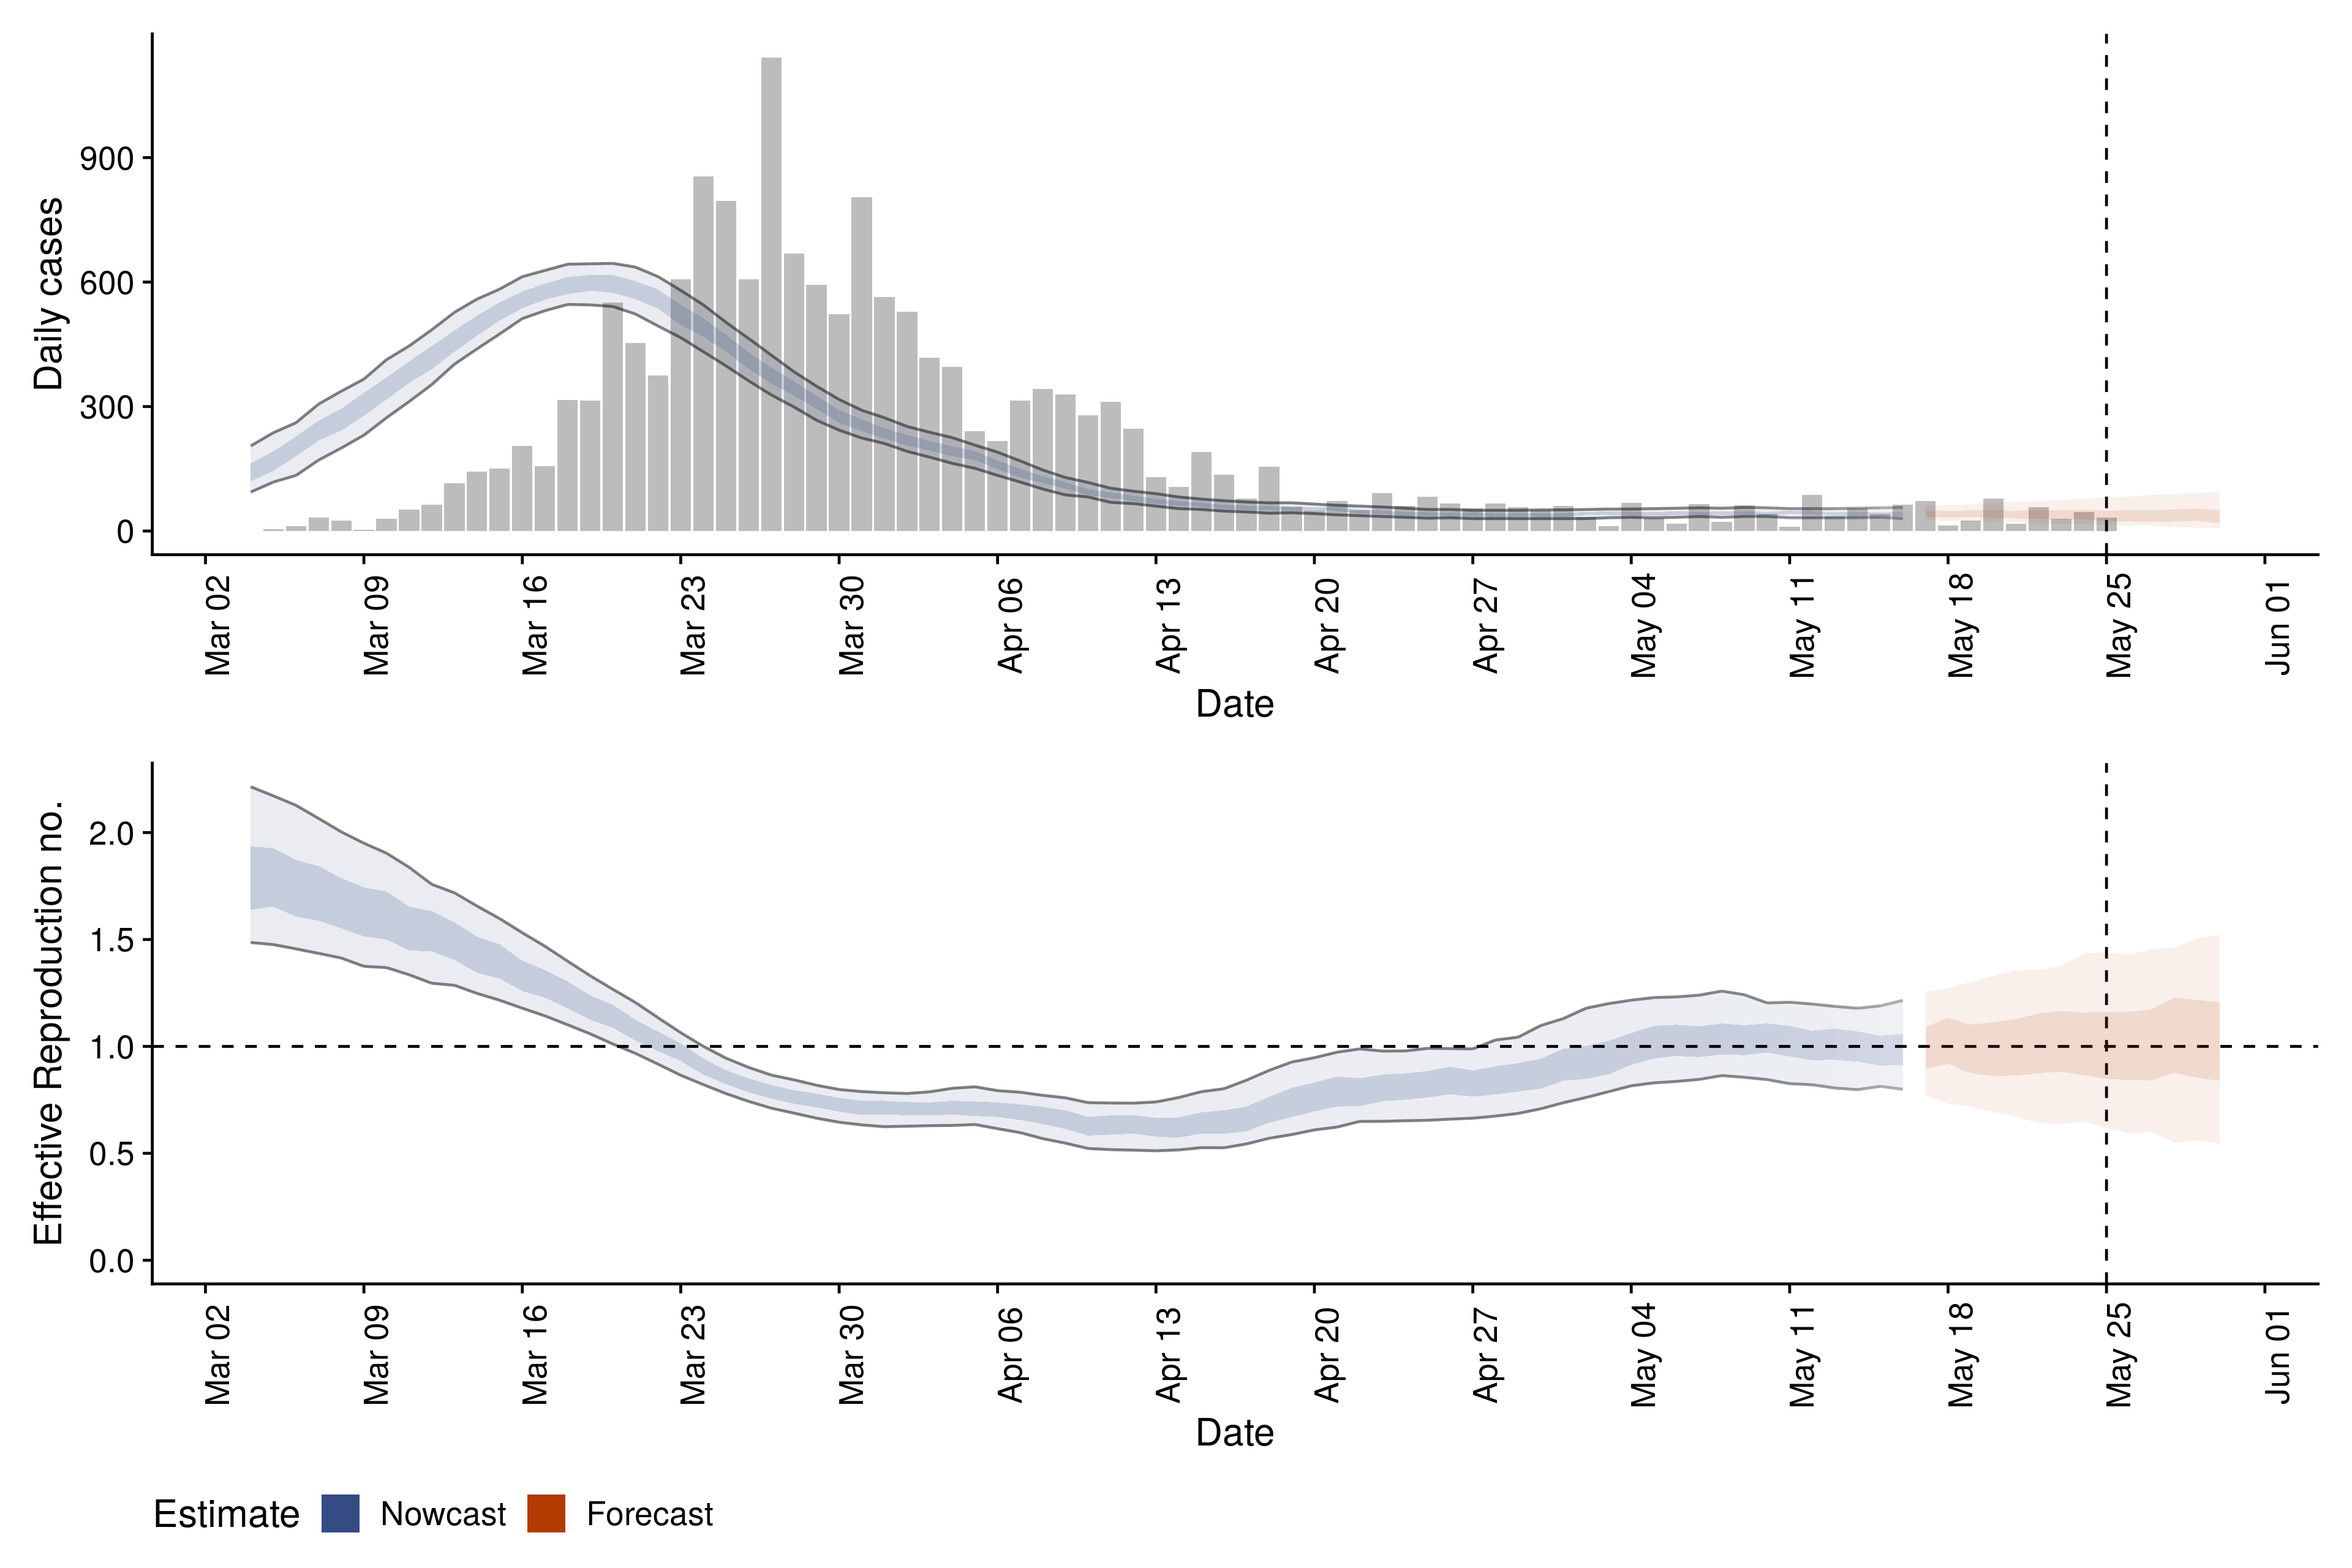 Daily cases
900
600
300
0
Mar 02 Mar 09 Mar 16 Mar 23 Mar 30 Apr 06 Apr 13 Apr 20 Apr 27 May 04 May 11 May 18 May 25 Jun 01
Date
Effective Reproduction no.
2.0
1.5
1.0
0.5
0.0
Mar 02 Mar 09 Mar 16 Mar 23 Mar 30 Apr 06 Apr 13 Apr 20 Apr 27 May 04 May 11 May 18 May 25 Jun 01
Date
Estimate Nowcast Forecast